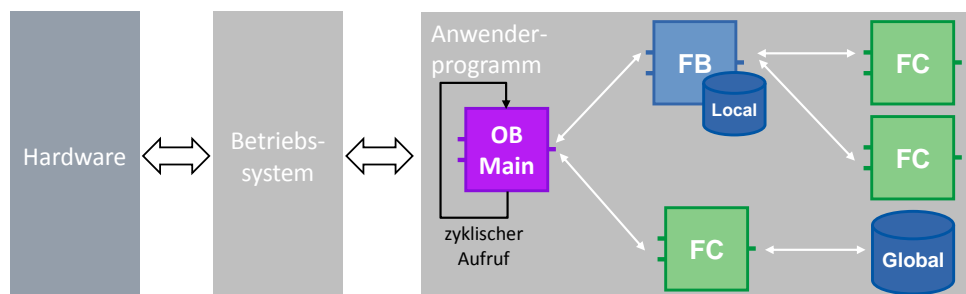 Hardware
Betriebs-
system
Anwender-
programm
OB
Main
zyklischer
Aufruf
FB
Local
FC
FC
FC
Global